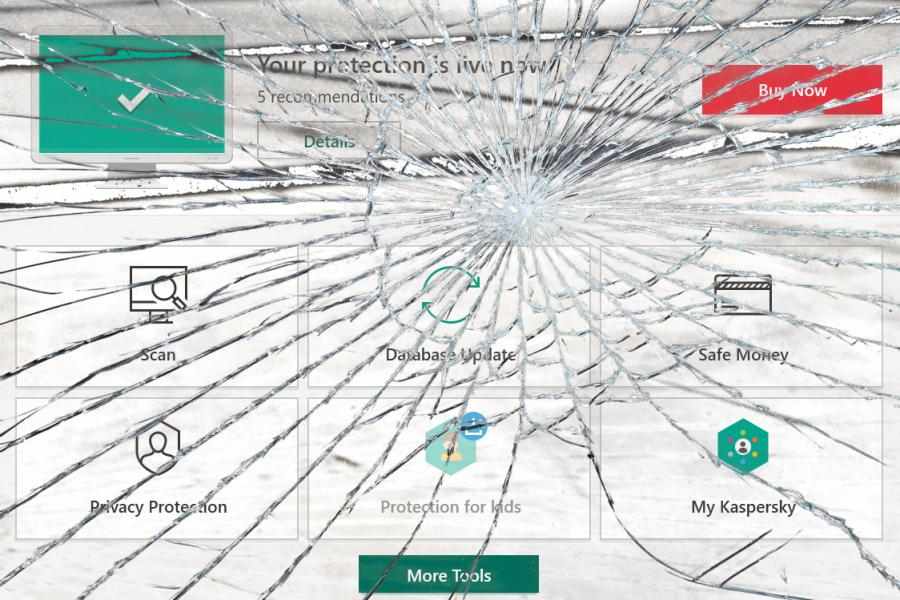 Your protection is live now
5 recommendations
Details
Buy Now
Scan
Database Update
Safe Money
Privacy Protection
Protection for kids
My Kaspersky
More Tools